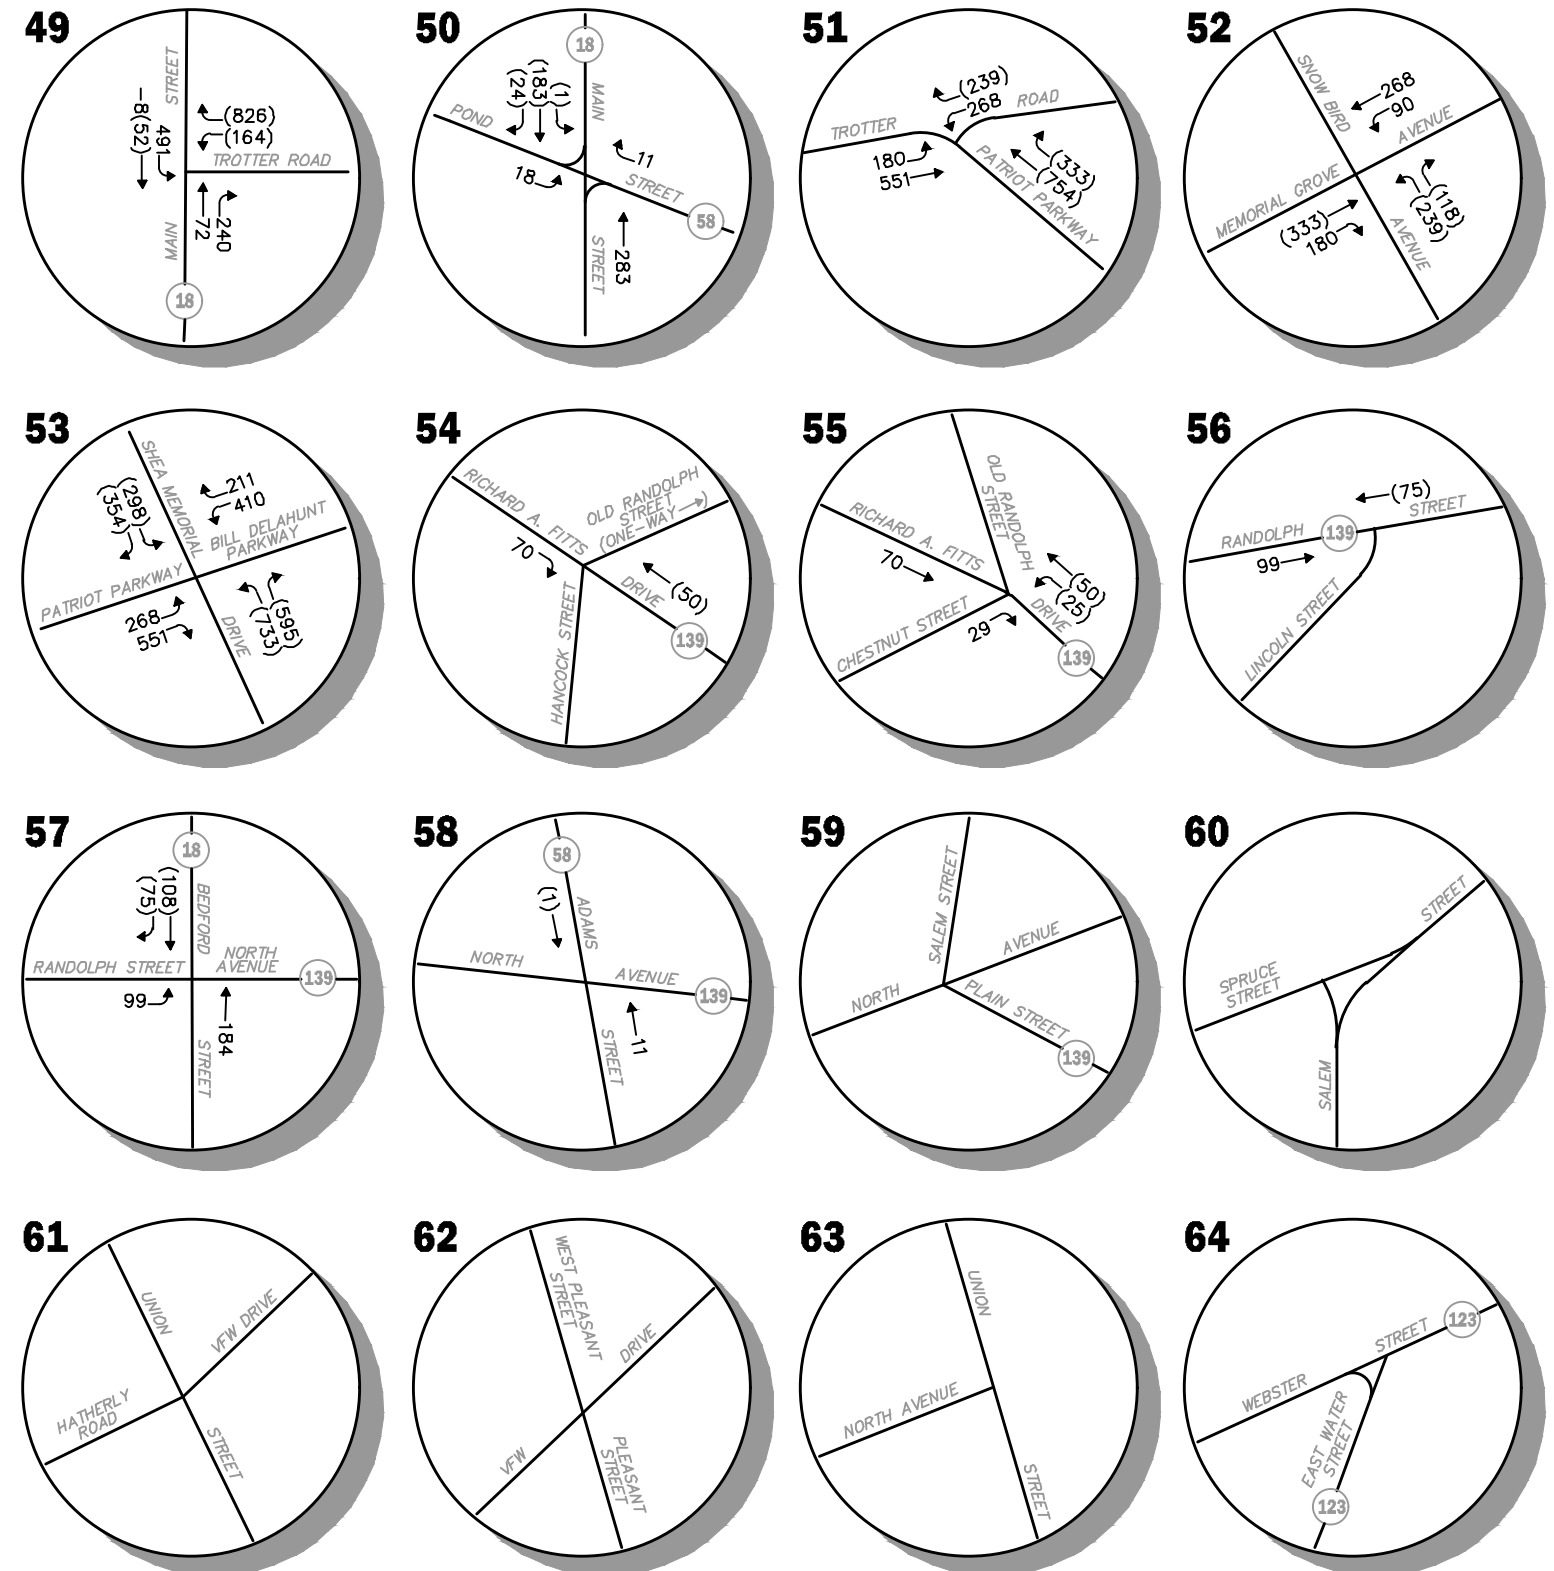 49
STREET
-8(52)
491
(826)
(164)
TROTTER ROAD
MAIN
72
240
18
50
18
MAIN
POND
(24)
(183)
(1)
11
18
STREET
58
STREET
283
51
(239)
268
ROAD
TROTTER
180
551
(333)
(754)
PATRIOT PARKWAY
52
SNOW BIRD
268
90
AVENUE
MEMORIAL GROVE
(333)
180
(118)
(239)
AVENUE
53
SHEA MEMORIAL
(298)
(354)
211
410
BILL DELAHUNT
PARKWAY
PATRIOT PARKWAY
268
551
DRIVE
(595)
(733)
54
RICHARD A. FITTS
OLD RANDOLPH
STREET
(ONE-WAY → )
70
DRIVE
(50)
HANCOCK STREET
139
55
OLD RANDOLPH
STREET
RICHARD A. FITTS
70
(50)
(25)
CHESTNUT STREET
29
DRIVE
139
56
(75)
RANDOLPH
139
STREET
99
LINCOLN STREET
57
18
(108)
(75)
BEDFORD
RANDOLPH STREET
NORTH
AVENUE
139
99
184
STREET
58
58
(1)
ADAMS
NORTH
AVENUE
139
STREET
11
59
SALEM STREET
AVENUE
NORTH
PLAIN STREET
139
60
STREET
SPRUCE
STREET
SALEM
61
UNION
VFW DRIVE
HATHERLY
ROAD
STREET
62
WEST PLEASANT
STREET
DRIVE
VFW
PLEASANT
STREET
63
UNION
NORTH AVENUE
STREET
64
123
STREET
WEBSTER
EAST WATER
STREET
123